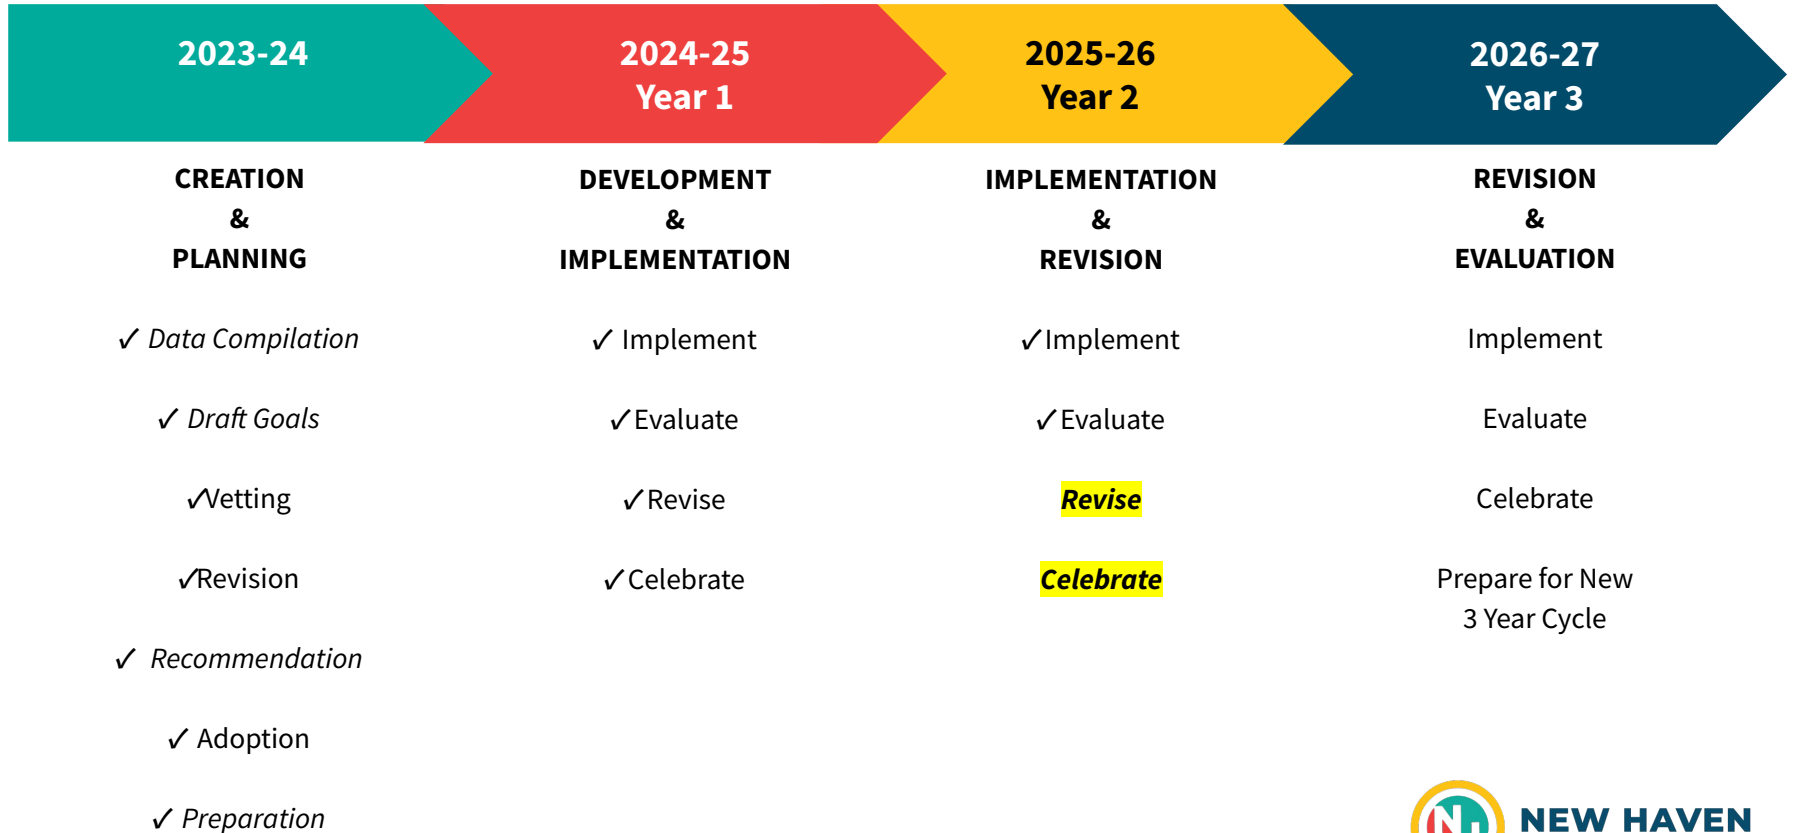 2023-24
2024-25
Year 1
2025-26
Year 2
2026-27
Year 3
CREATION
&
PLANNING
✓ Data Compilation
✓ Draft Goals
✓Vetting
✓Revision
✓ Recommendation
✓ Adoption
✓ Preparation
DEVELOPMENT
&
IMPLEMENTATION
✓ Implement
✓Evaluate
✓Revise
✓Celebrate
IMPLEMENTATION
&
REVISION
✓Implement
✓Evaluate
Revise
Celebrate
REVISION
&
EVALUATION
Implement
Evaluate
Celebrate
Prepare for New
3 Year Cycle
NEW HAVEN